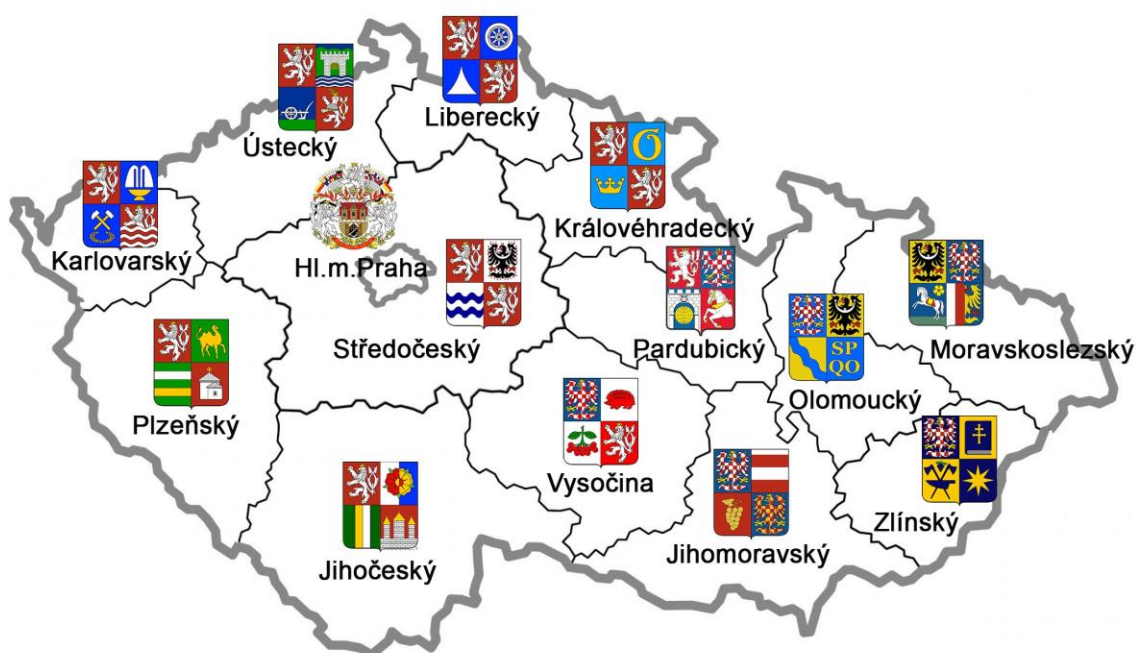 Liberecký
Ústecký
Královéhradecký
Karlovarský
Hl.m.Praha
Středočeský
Pardubický
Moravskoslezský
SP
QO
Olomoucký
Plzeňský
Vysočina
Zlínský
Jihomoravský
Jihočeský